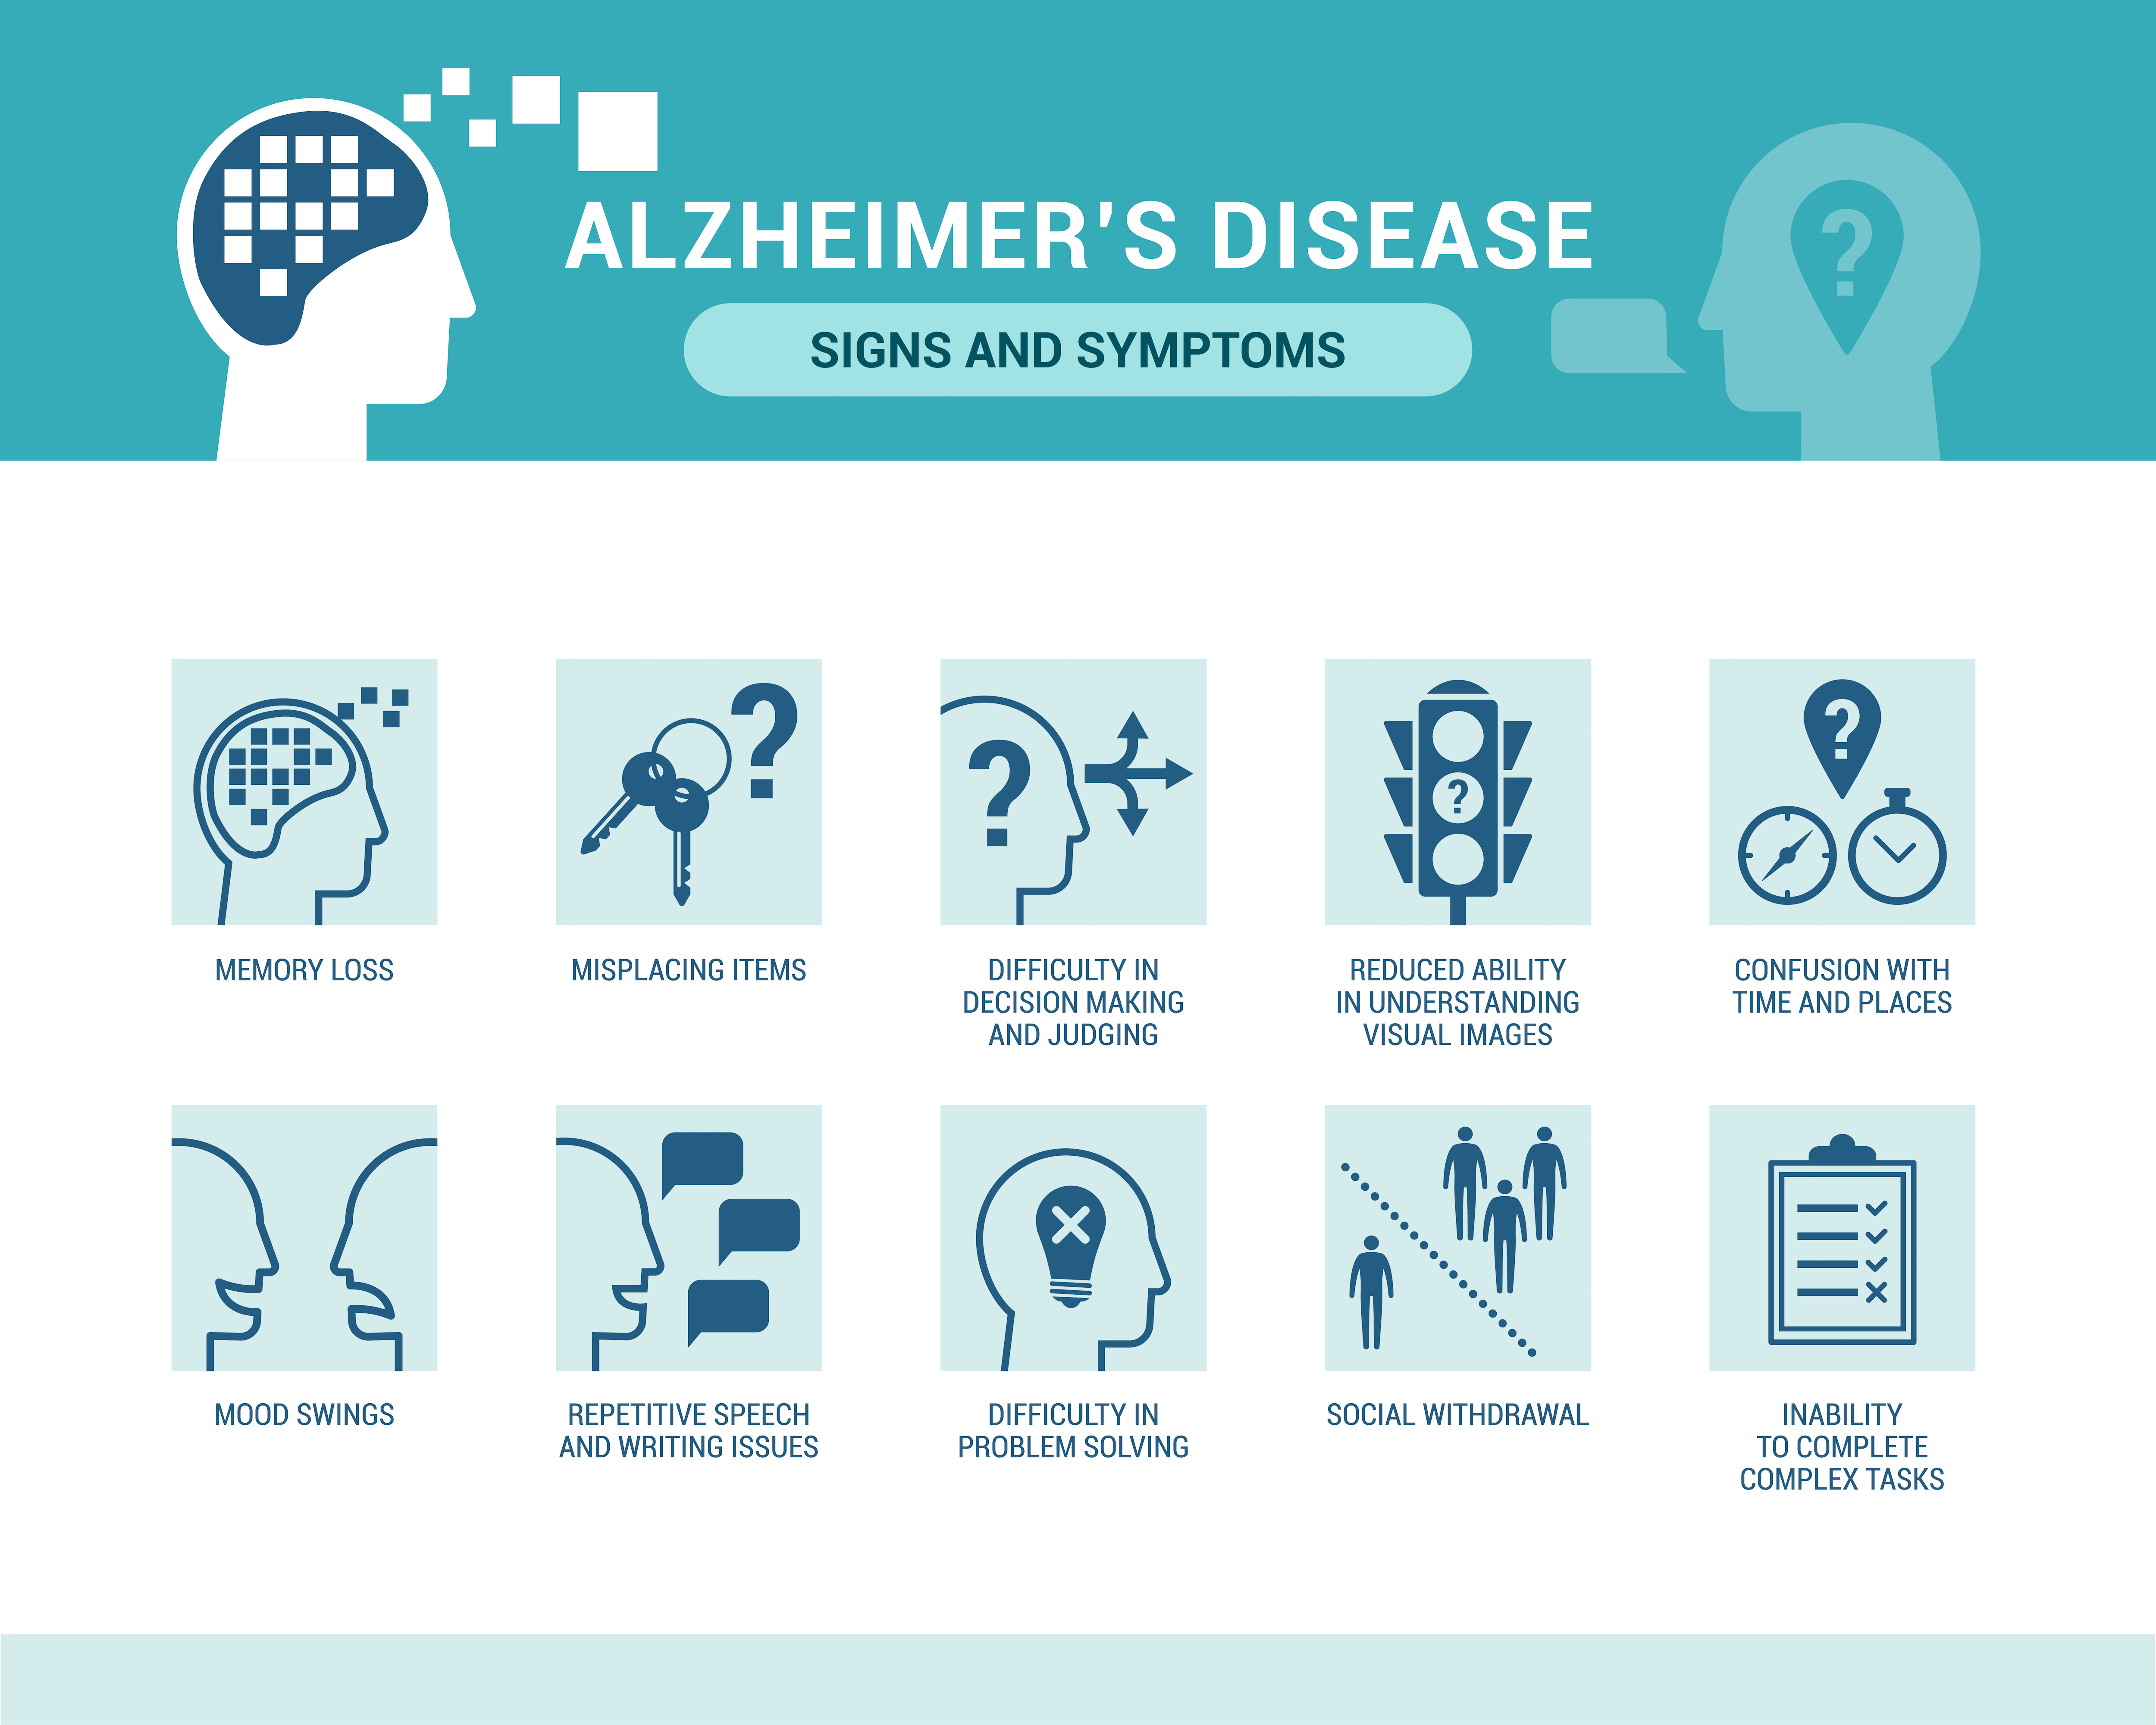 ALZHEIMER'S DISEASE
SIGNS AND SYMPTOMS
?
?
?
?
?
MEMORY LOSS
MISPLACING ITEMS
DIFFICULTY IN
DECISION MAKING
AND JUDGING
REDUCED ABILITY
IN UNDERSTANDING
VISUAL IMAGES
CONFUSION WITH
TIME AND PLACES
MOOD SWINGS
REPETITIVE SPEECH
AND WRITING ISSUES
DIFFICULTY IN
PROBLEM SOLVING
SOCIAL WITHDRAWAL
INABILITY
TO COMPLETE
COMPLEX TASKS